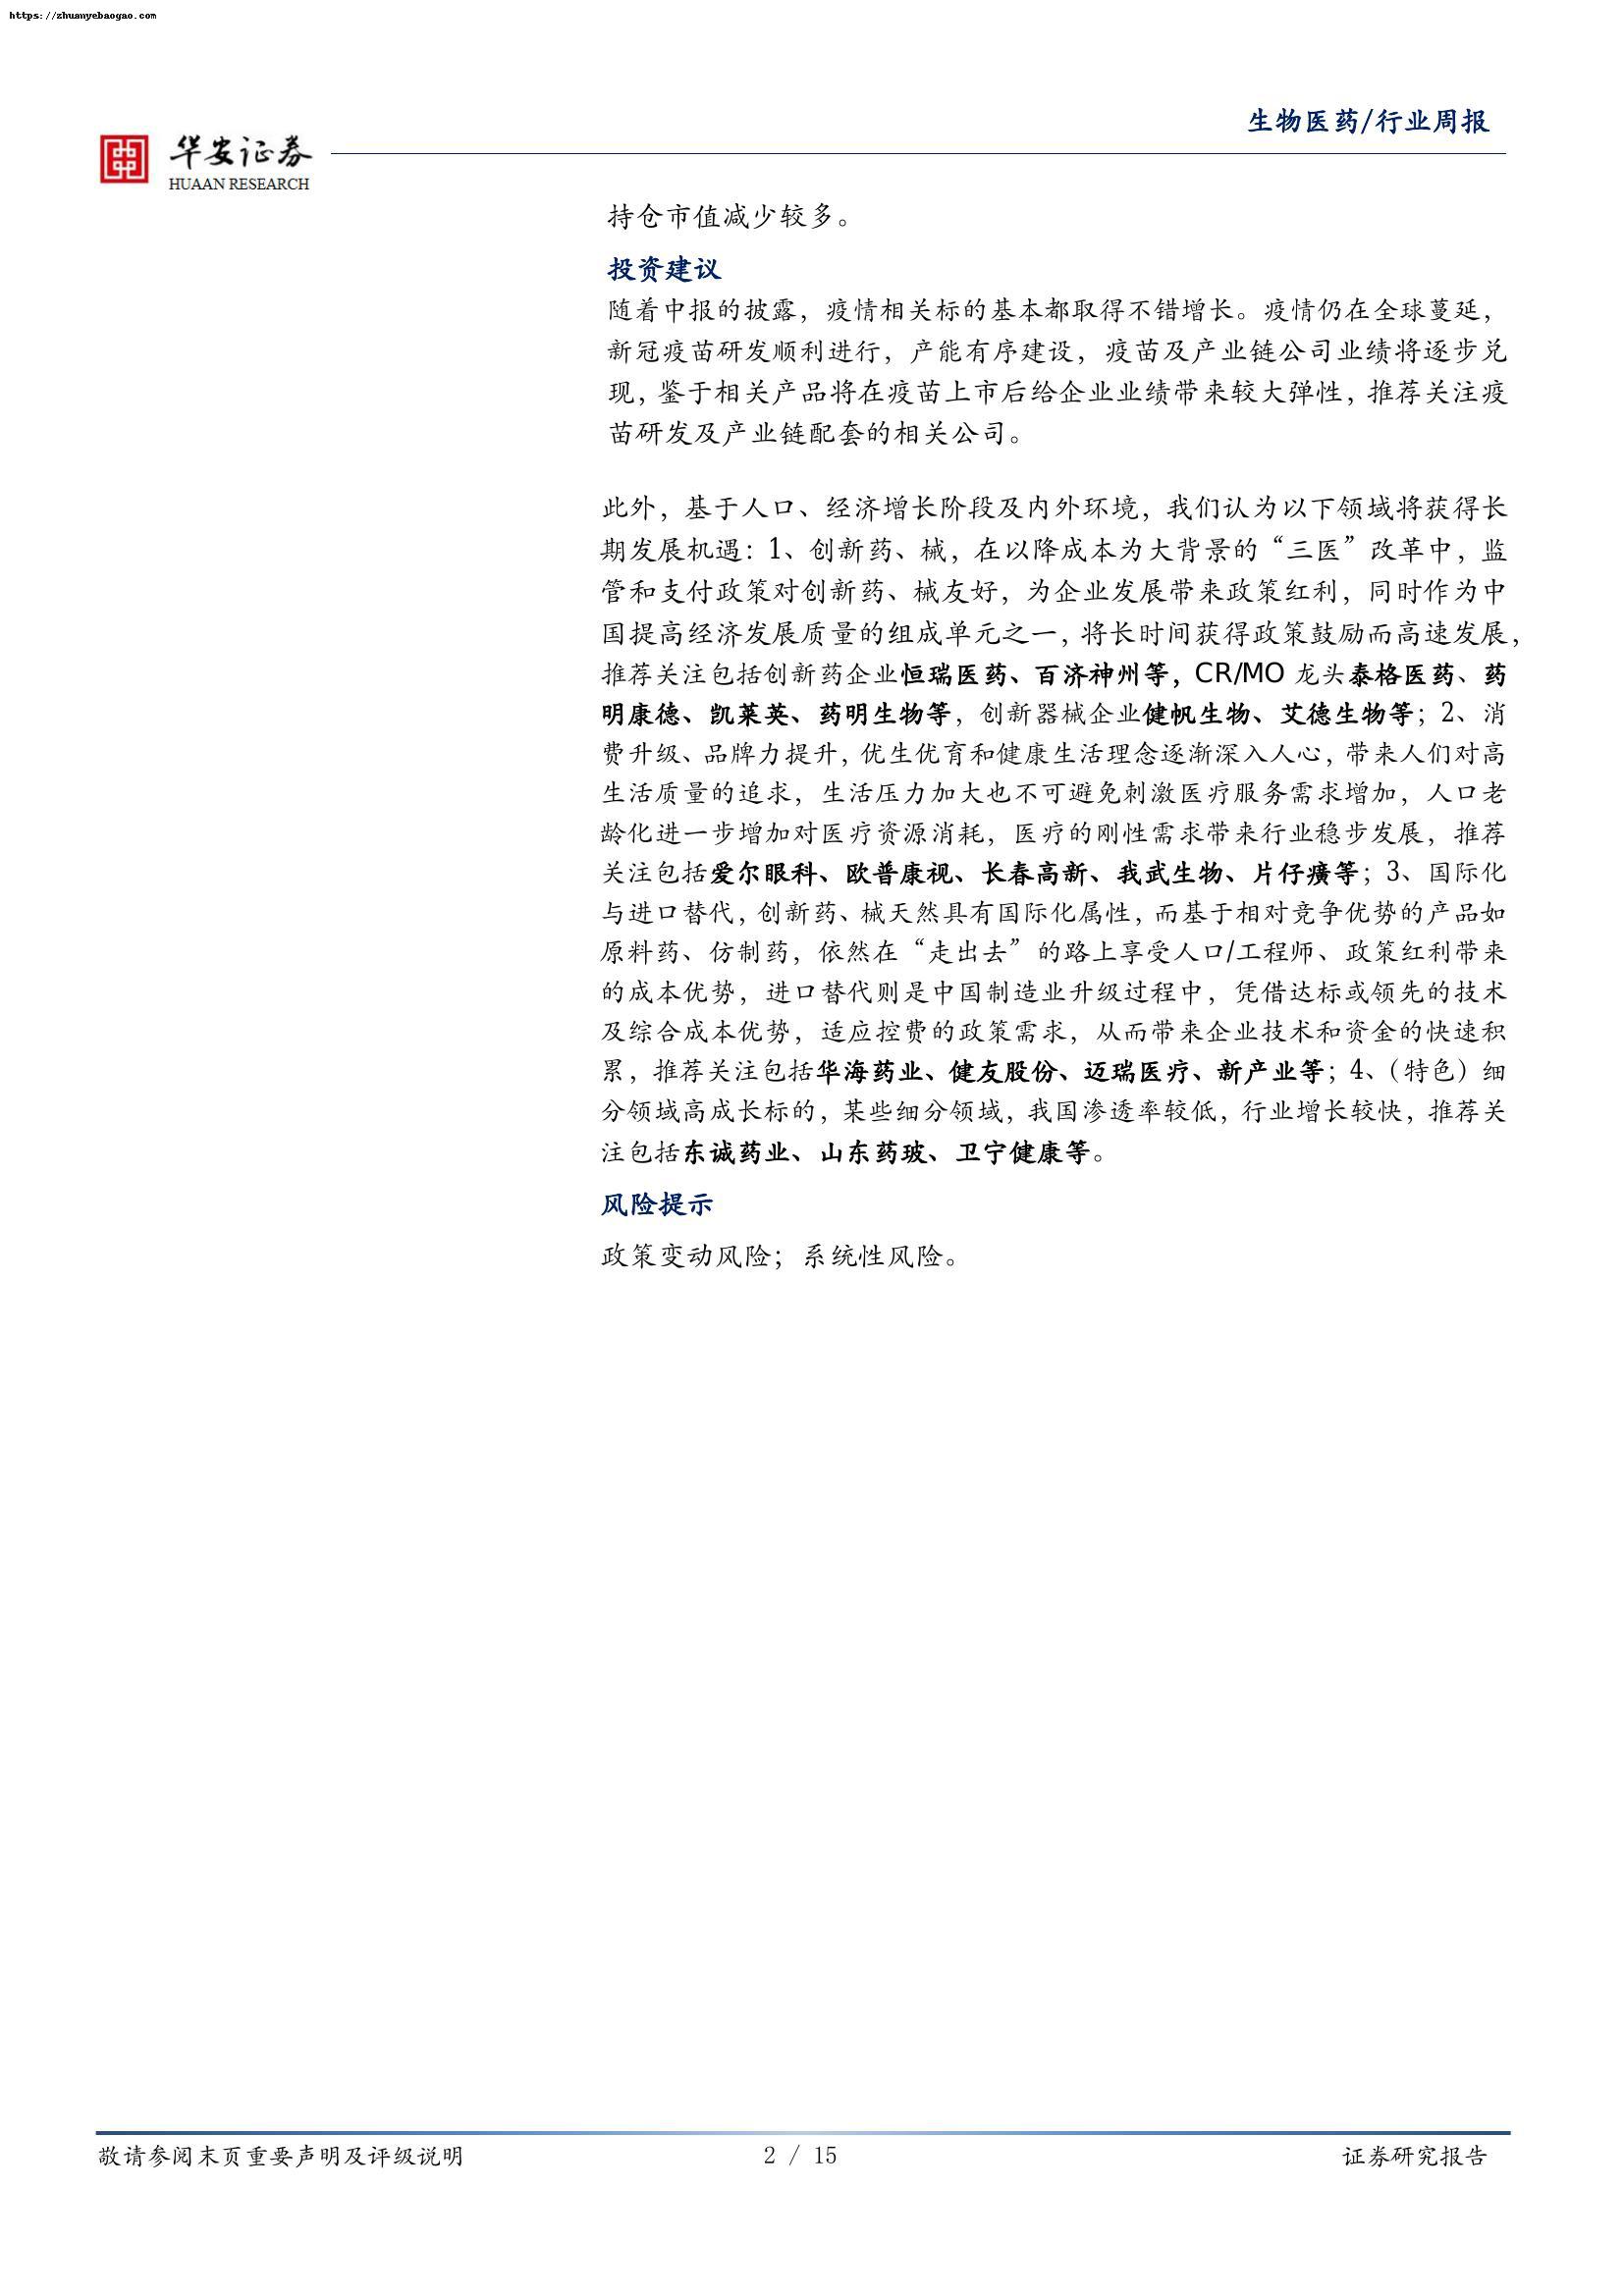 https://zhuanyebaogao.com
生物医药/行业周报
华安证券
HUAAN RESEARCH
持仓市值减少较多。
投资建议
随着中报的披露，疫情相关标的基本都取得不错增长。疫情仍在全球蔓延，
新冠疫苗研发顺利进行，产能有序建设，疫苗及产业链公司业绩将逐步兑
现，鉴于相关产品将在疫苗上市后给企业业绩带来较大弹性，推荐关注疫
苗研发及产业链配套的相关公司。
此外，基于人口、经济增长阶段及内外环境，我们认为以下领域将获得长
期发展机遇：1、创新药、械，在以降成本为大背景的“三医”改革中，监
管和支付政策对创新药、械友好，为企业发展带来政策红利，同时作为中
国提高经济发展质量的组成单元之一，将长时间获得政策鼓励而高速发展，
推荐关注包括创新药企业恒瑞医药、百济神州等，CR/MO 龙头泰格医药、药
明康德、凯莱英、药明生物等，创新器械企业健帆生物、艾德生物等；2、消
费升级、品牌力提升，优生优育和健康生活理念逐渐深入人心，带来人们对高
生活质量的追求，生活压力加大也不可避免刺激医疗服务需求增加，人口老
龄化进一步增加对医疗资源消耗，医疗的刚性需求带来行业稳步发展，推荐
关注包括爱尔眼科、欧普康视、长春高新、我武生物、片仔癀等；3、国际化
与进口替代，创新药、械天然具有国际化属性，而基于相对竞争优势的产品如
原料药、仿制药，依然在“走出去”的路上享受人口/工程师、政策红利带来
的成本优势，进口替代则是中国制造业升级过程中，凭借达标或领先的技术
及综合成本优势，适应控费的政策需求，从而带来企业技术和资金的快速积
累，推荐关注包括华海药业、健友股份、迈瑞医疗、新产业等；4、（特色）细
分领域高成长标的，某些细分领域，我国渗透率较低，行业增长较快，推荐关
注包括东诚药业、山东药玻、卫宁健康等。
风险提示
政策变动风险；系统性风险。
敬请参阅末页重要声明及评级说明
2 / 15
证券研究报告